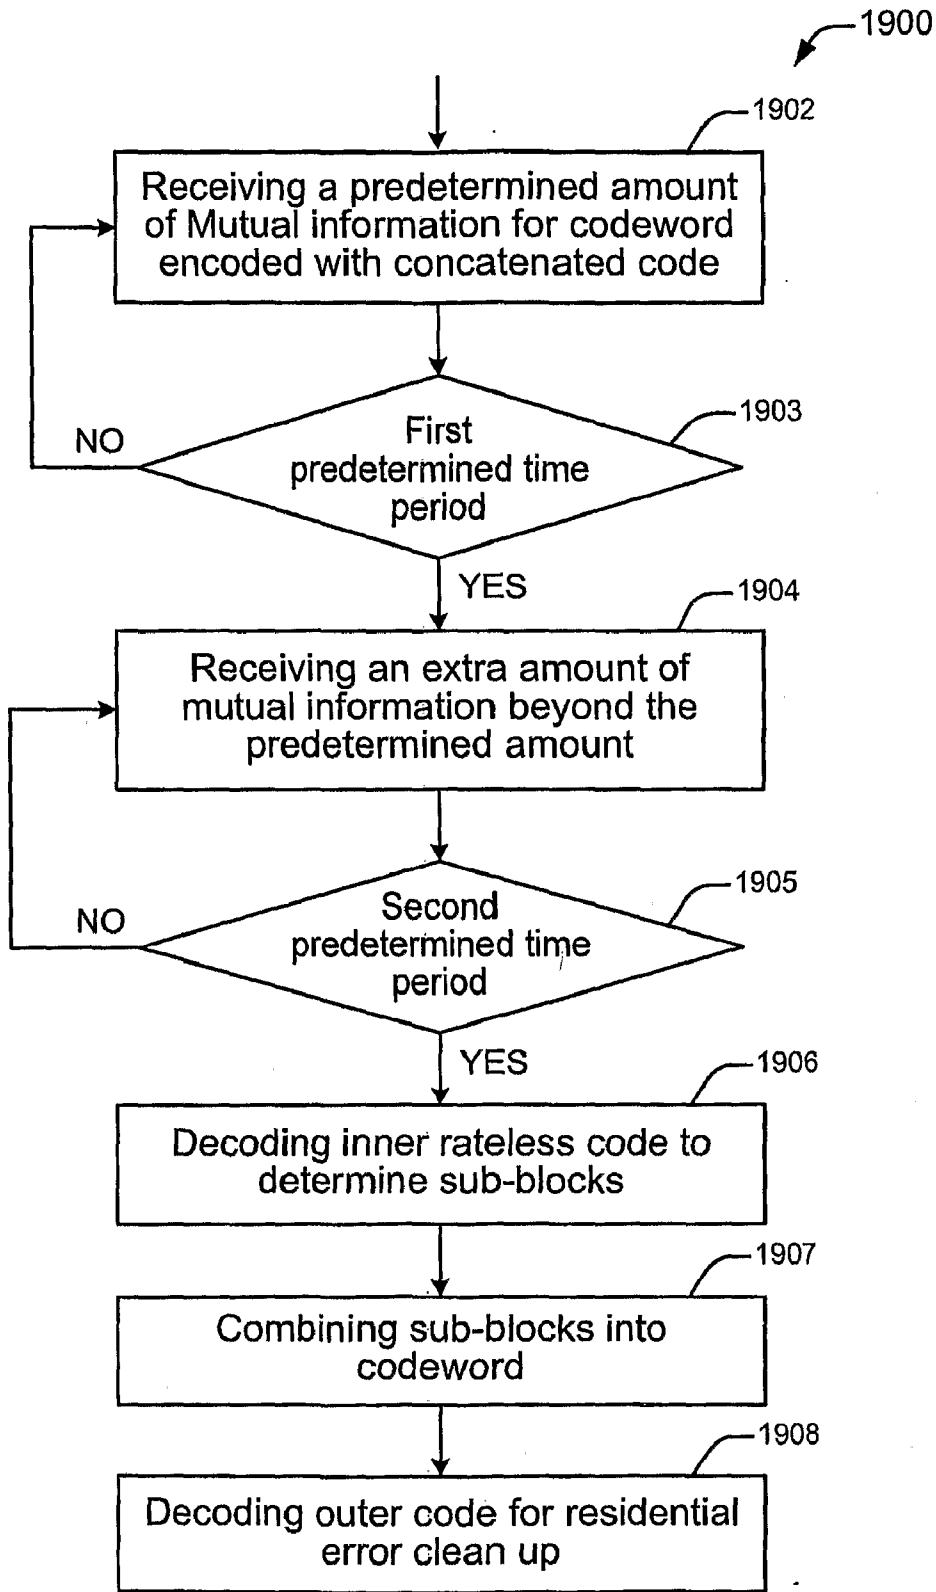 1900
1902
Receiving a predetermined amount
of Mutual information for codeword
encoded with concatenated code
1903
First
predetermined time
period
NO
YES
1904
Receiving an extra amount of
mutual information beyond the
predetermined amount
1905
Second
predetermined time
period
NO
YES
1906
Decoding inner rateless code to
determine sub-blocks
1907
Combining sub-blocks into
codeword
1908
Decoding outer code for residential
error clean up